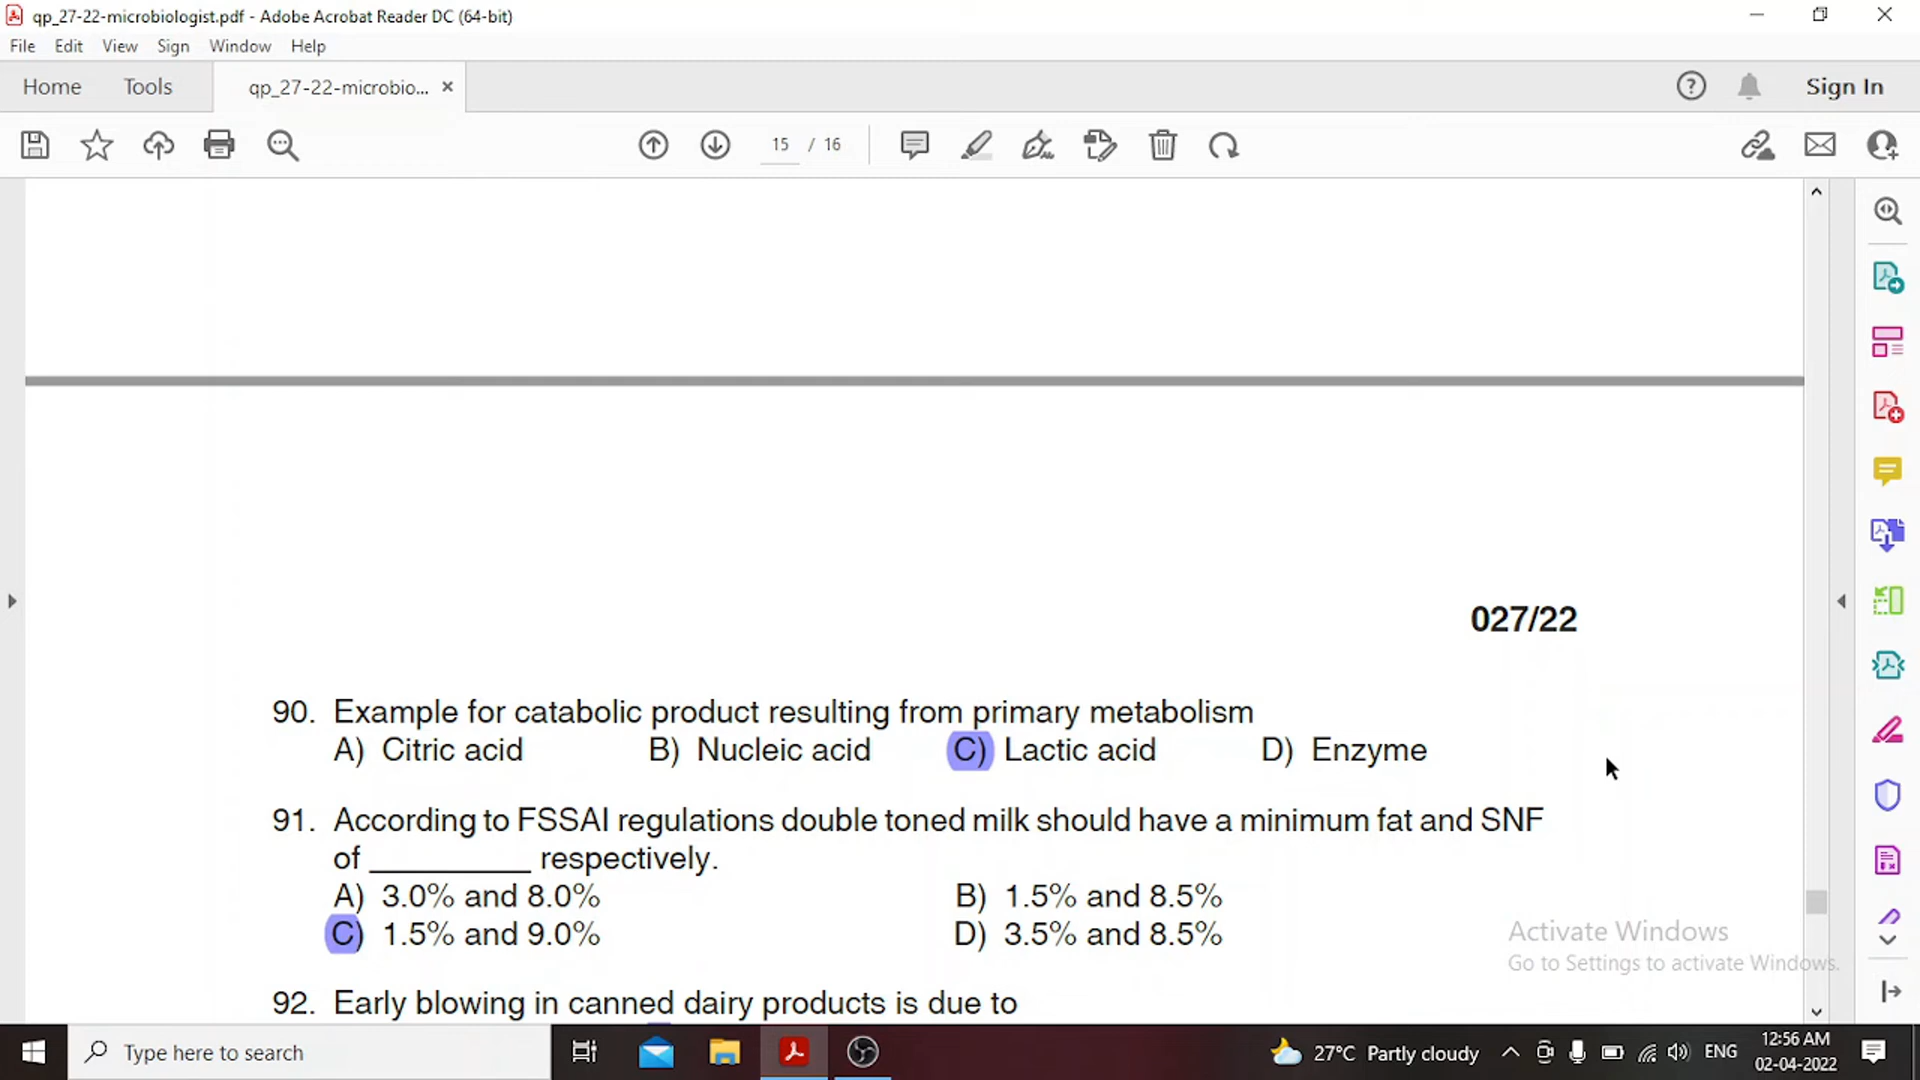 qp_27-22-microbiologist.pdf - Adobe Acrobat Reader DC (64-bit)
File Edit View Sign Window Help
Home Tools qp_27-22-microbio... × Sign In
15 / 16
027/22
90. Example for catabolic product resulting from primary metabolism
A) Citric acid B) Nucleic acid C) Lactic acid D) Enzyme
91. According to FSSAI regulations double toned milk should have a minimum fat and SNF
of __________ respectively.
A) 3.0% and 8.0% B) 1.5% and 8.5%
C) 1.5% and 9.0% D) 3.5% and 8.5%
Activate Windows
Go to Settings to activate Windows.
92. Early blowing in canned dairy products is due to
Type here to search 27°C Partly cloudy ENG 12:56 AM
02-04-2022